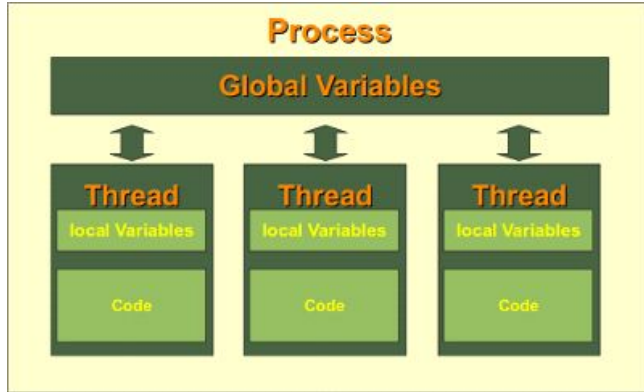 Process
Global Variables
Thread
Thread
Thread
local Variables
local Variables
local Variables
Code
Code
Code